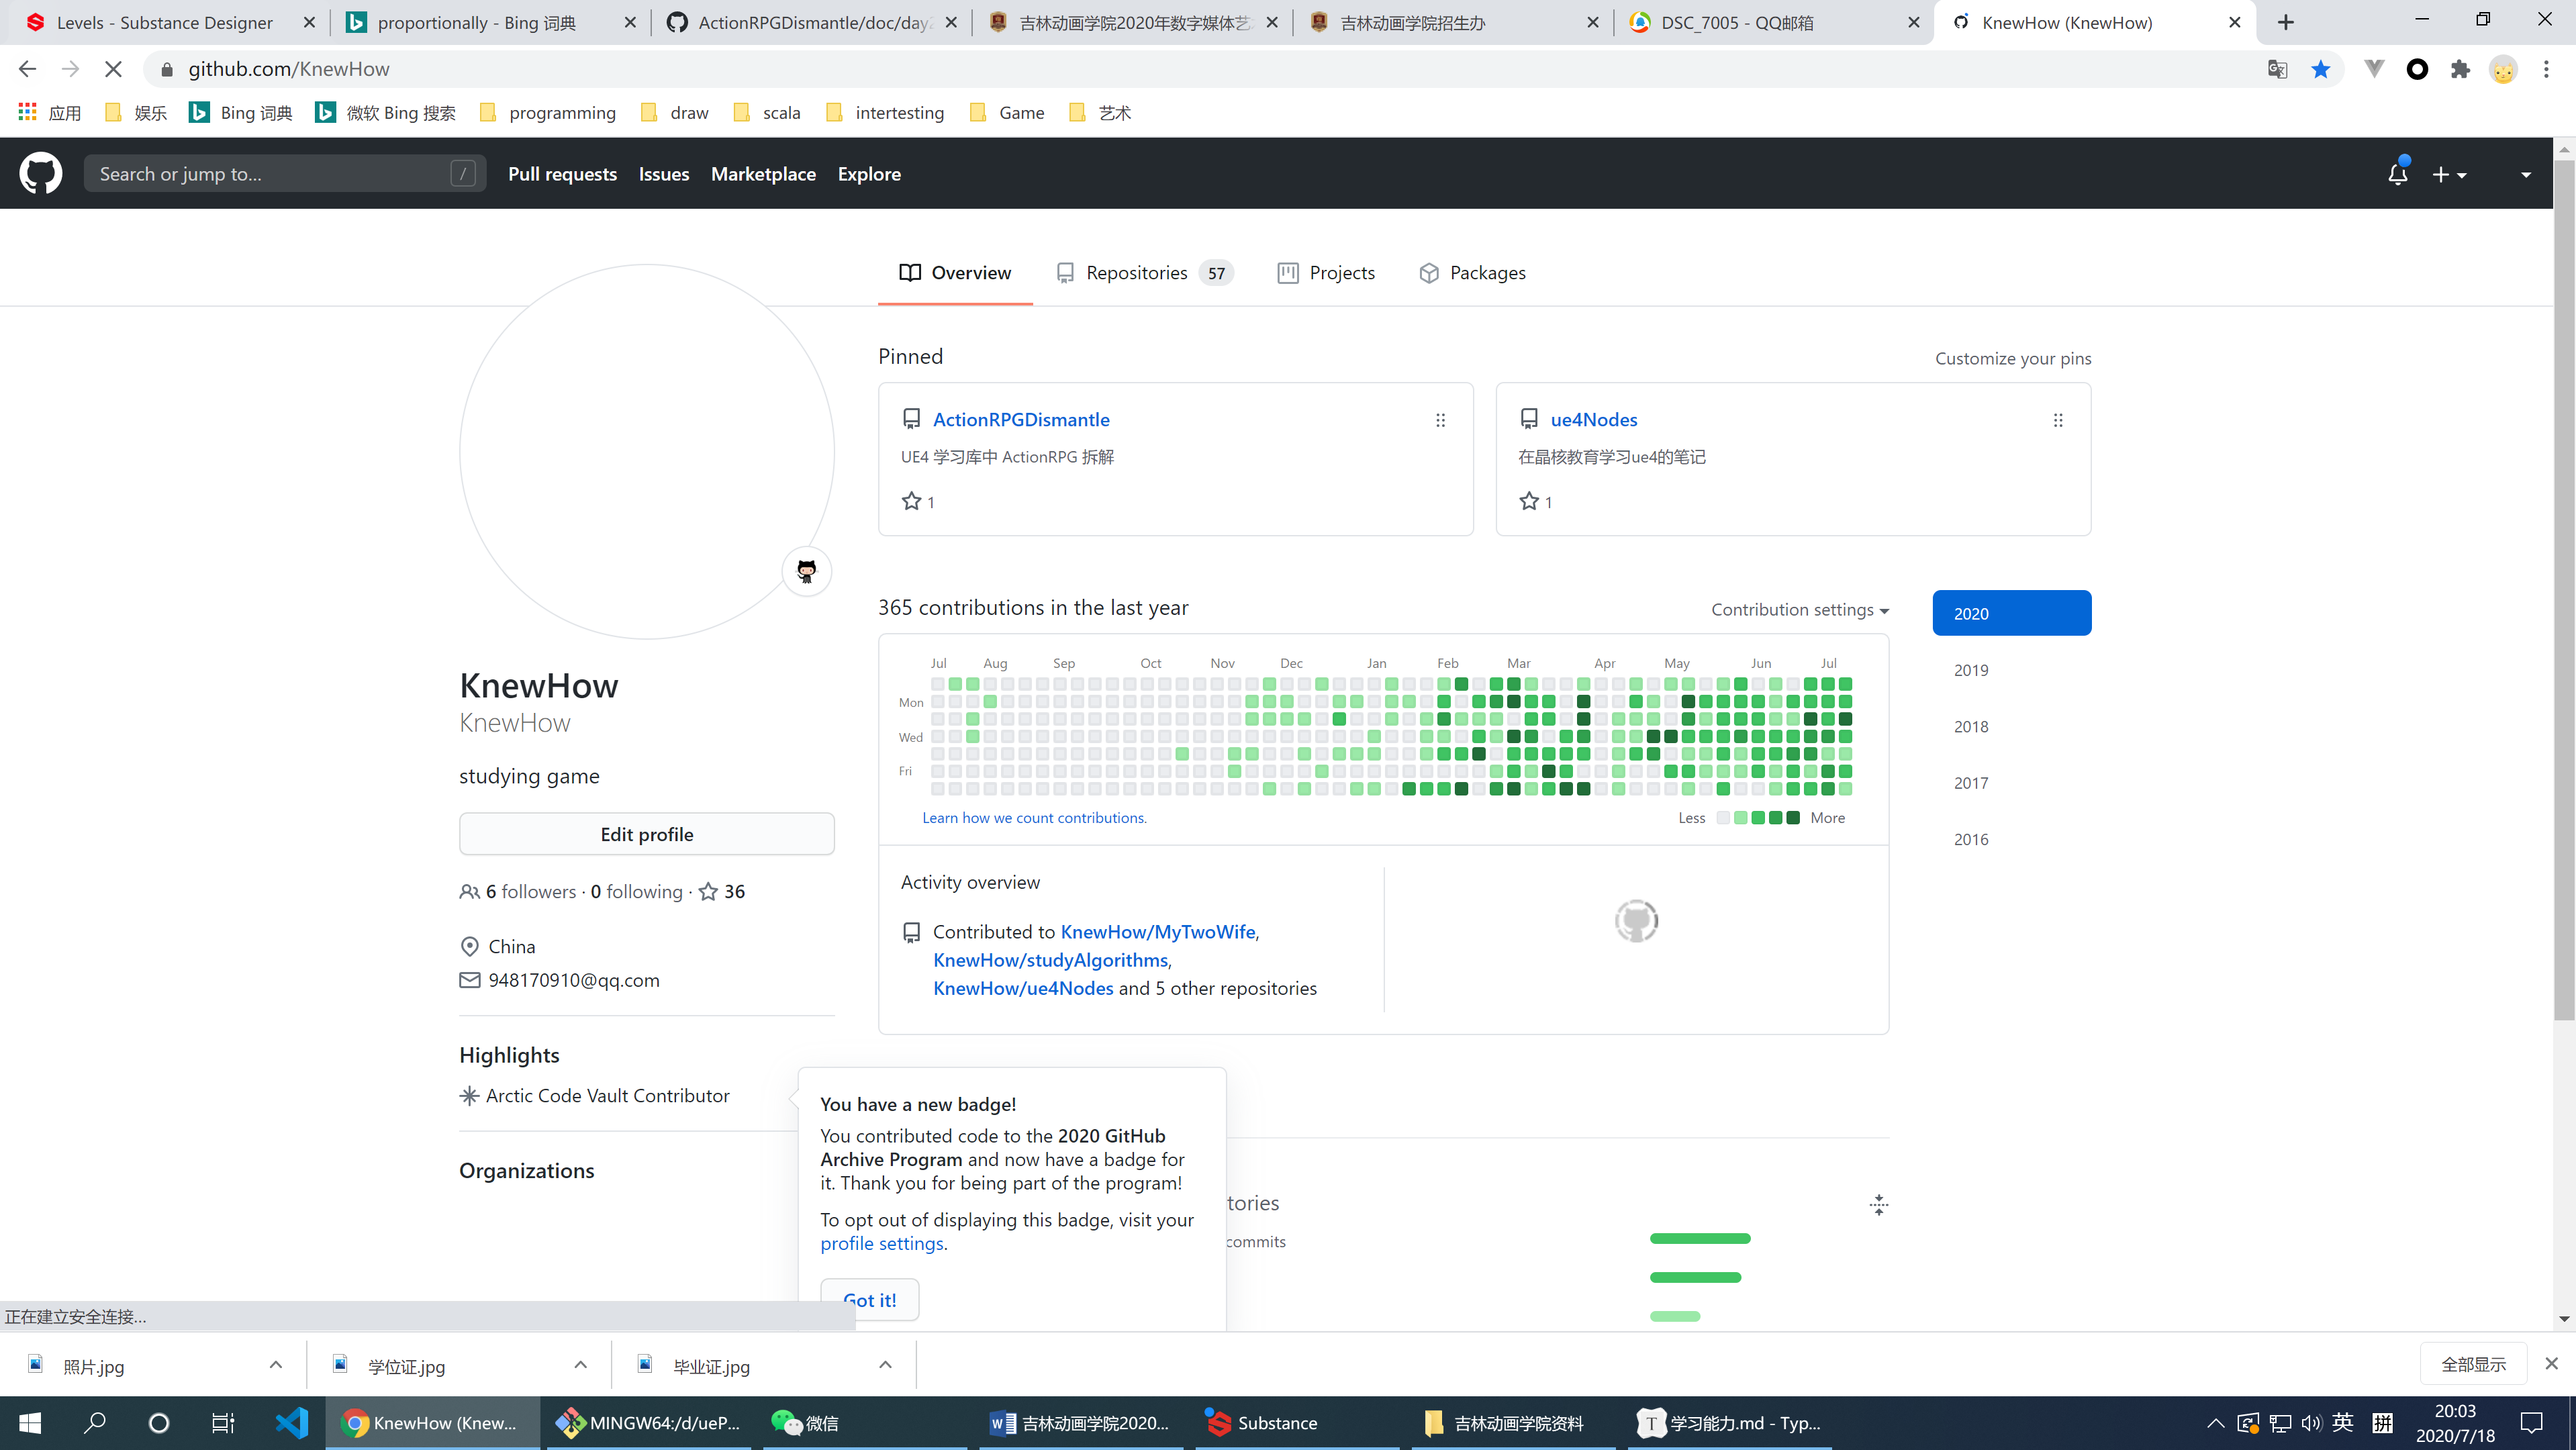 Levels - Substance Designer
proportionally - Bing 词典
ActionRPGDismantle/doc/day
吉林动画学院2020年数字媒体艺
吉林动画学院招生办
DSC_7005 - QQ邮箱
KnewHow (KnewHow)
github.com/KnewHow
应用
娱乐
Bing 词典
微软 Bing 搜索
programming
draw
scala
intertesting
Game
艺术
Search or jump to...
/
Pull requests
Issues
Marketplace
Explore
Overview
Repositories 57
Projects
Packages
Pinned
Customize your pins
ActionRPGDismantle
UE4 学习库中 ActionRPG 拆解
1
ue4Nodes
在晶核教育学习ue4的笔记
1
KnewHow
KnewHow
studying game
Edit profile
6 followers · 0 following · 36
China
948170910@qq.com
Highlights
Arctic Code Vault Contributor
Organizations
365 contributions in the last year
Contribution settings
Jul Aug Sep Oct Nov Dec Jan Feb Mar Apr May Jun Jul
Mon
Wed
Fri
Learn how we count contributions.
Less
More
2020
2019
2018
2017
2016
Activity overview
Contributed to KnewHow/MyTwoWife,
KnewHow/studyAlgorithms,
KnewHow/ue4Nodes and 5 other repositories
You have a new badge!
You contributed code to the 2020 GitHub
Archive Program and now have a badge for
it. Thank you for being part of the program!
To opt out of displaying this badge, visit your
profile settings.
Got it!
tories
commits
正在建立安全连接...
照片.jpg
学位证.jpg
毕业证.jpg
全部显示
KnewHow (Knew...
MINGW64:/d/ueP...
微信
吉林动画学院2020...
Substance
吉林动画学院资料
学习能力.md - Typ...
英
拼
20:03
2020/7/18